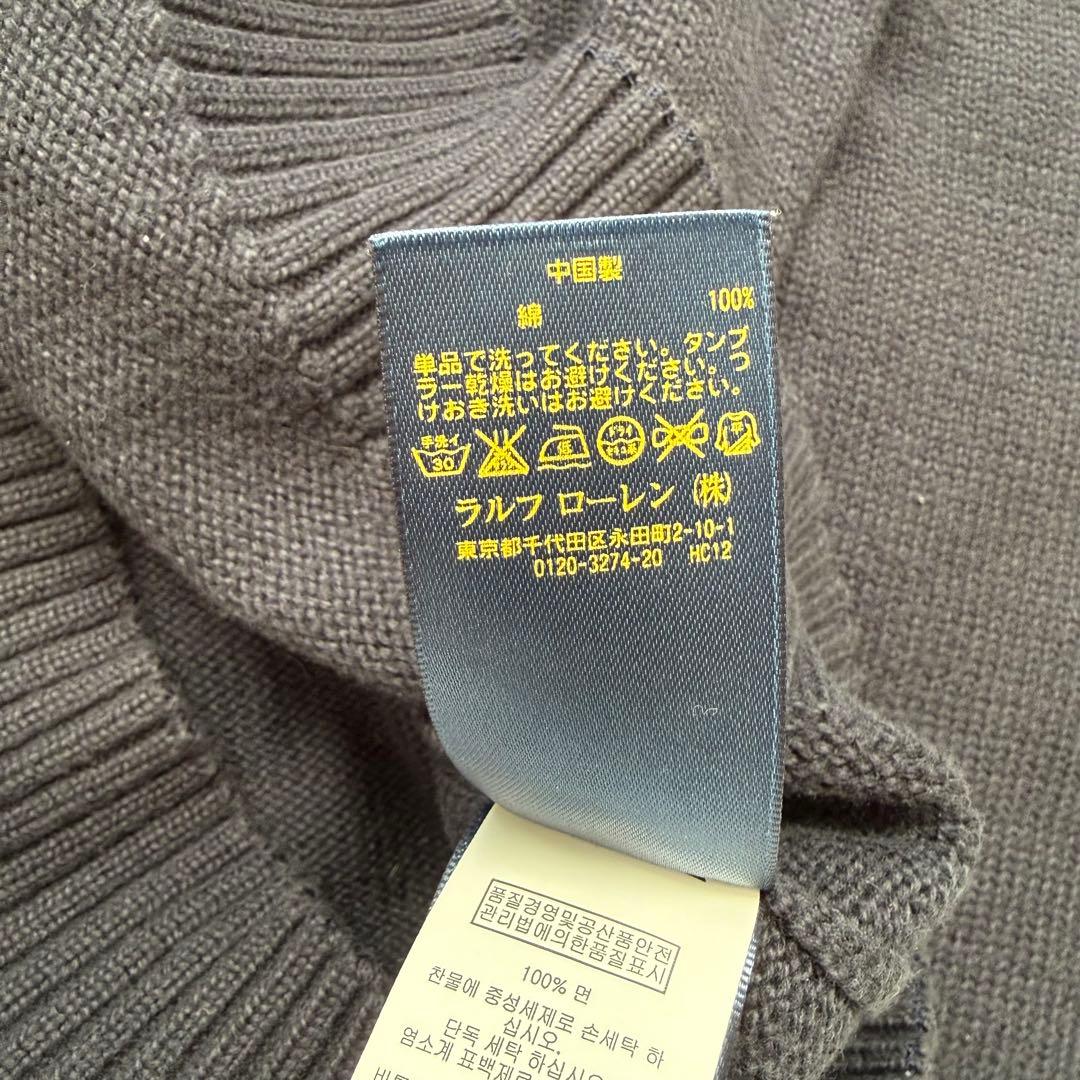 中国製
綿 100%
単品で洗ってください。タンブ
ラー乾燥はお避けください。つ
けおき洗いはお避けください。
手洗イ
30
低
ドライ
平
ラルフ ローレン (株)
東京都千代田区永田町2-10-1
0120-3274-20 HC12
품질경영및공산품안전
관리법에의한품질표시
100% 면
찬물에 중성세제로 손세탁 하
십시오.
단독 세탁 하십시오
염소계 표백제로